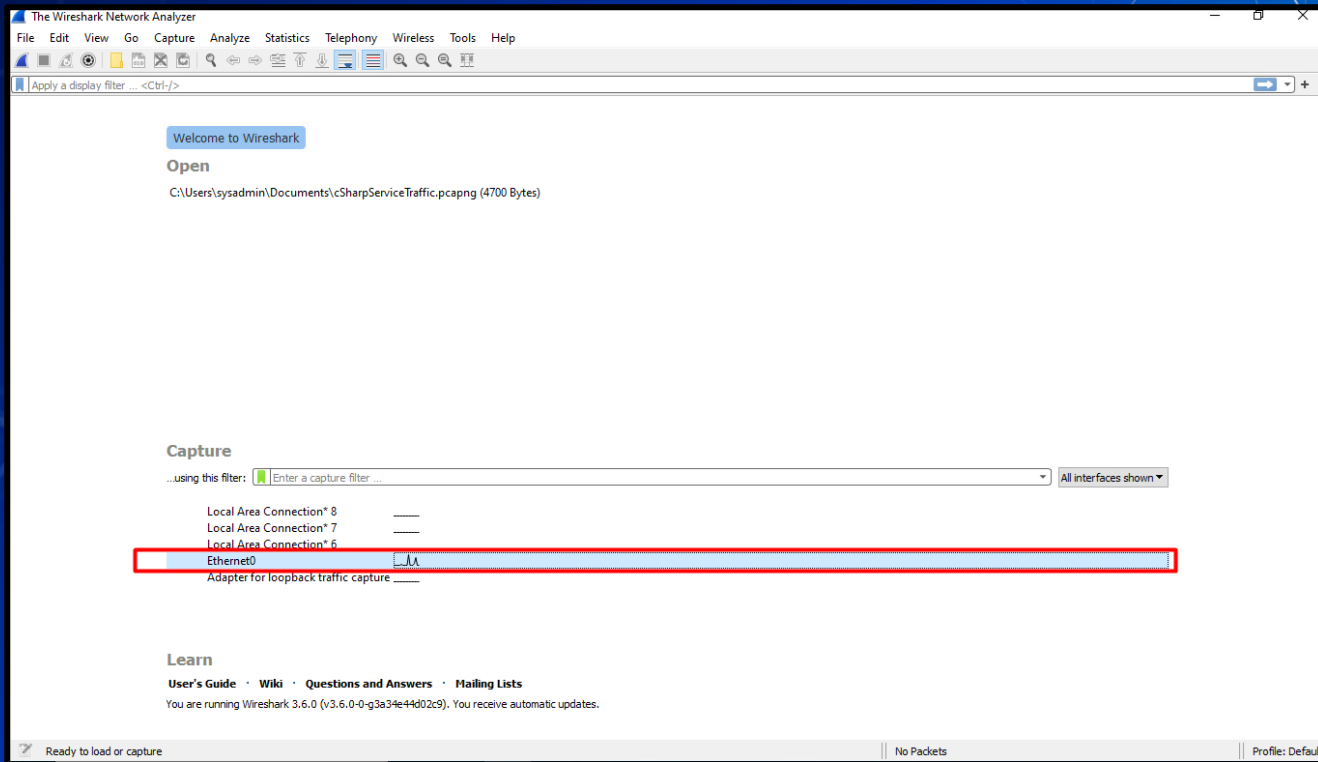 The Wireshark Network Analyzer
File Edit View Go Capture Analyze Statistics Telephony Wireless Tools Help
Apply a display filter ... <Ctrl-/>
Welcome to Wireshark
Open
C:\Users\sysadmin\Documents\cSharpServiceTraffic.pcapng (4700 Bytes)
Capture
...using this filter: Enter a capture filter ... All interfaces shown
Local Area Connection* 8
Local Area Connection* 7
Local Area Connection* 6
Ethernet0
Adapter for loopback traffic capture
Learn
User's Guide · Wiki · Questions and Answers · Mailing Lists
You are running Wireshark 3.6.0 (v3.6.0-0-g3a34e44d02c9). You receive automatic updates.
Ready to load or capture No Packets Profile: Defaul